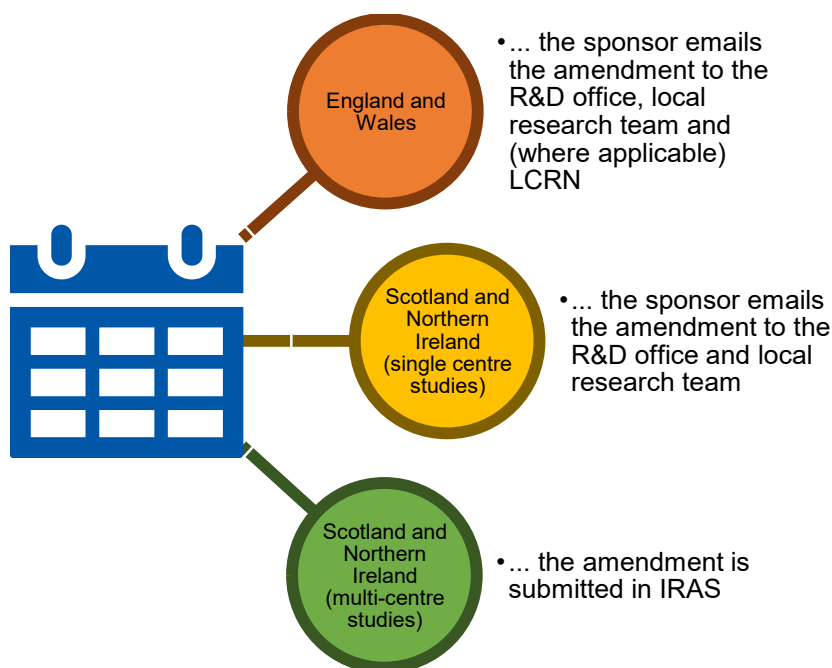 England and
Wales
•... the sponsor emails
the amendment to the
R&D office, local
research team and
(where applicable)
LCRN
Scotland and
Northern
Ireland
(single centre
studies)
•... the sponsor emails
the amendment to the
R&D office and local
research team
Scotland and
Northern
Ireland
(multi-centre
studies)
•... the amendment is
submitted in IRAS